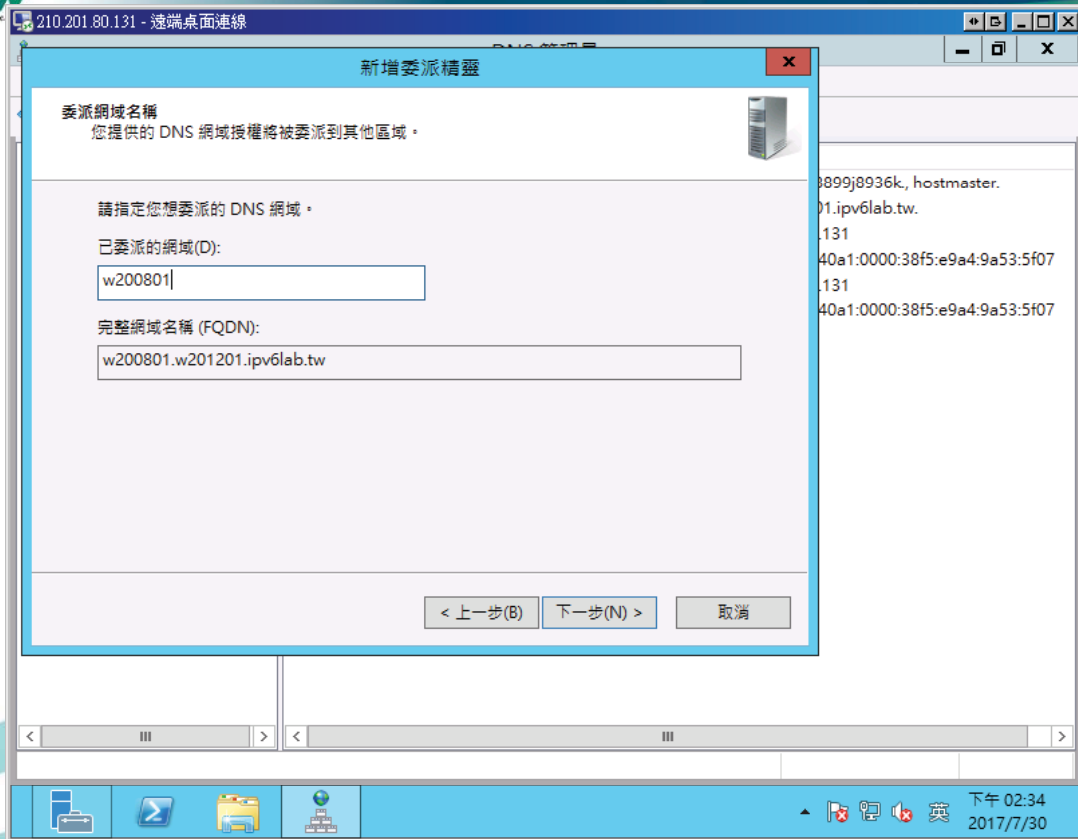 210.201.80.131 - 遠端桌面連線
新增委派精靈
委派網域名稱
您提供的 DNS 網域授權將被委派到其他區域。
請指定您想委派的 DNS 網域。
已委派的網域(D):
w200801
完整網域名稱 (FQDN):
w200801.w201201.ipv6lab.tw
< 上一步(B)
下一步(N) >
取消
3899j8936k., hostmaster.
01.ipv6lab.tw.
.131
40a1:0000:38f5:e9a4:9a53:5f07
.131
40a1:0000:38f5:e9a4:9a53:5f07
英
下午 02:34
2017/7/30